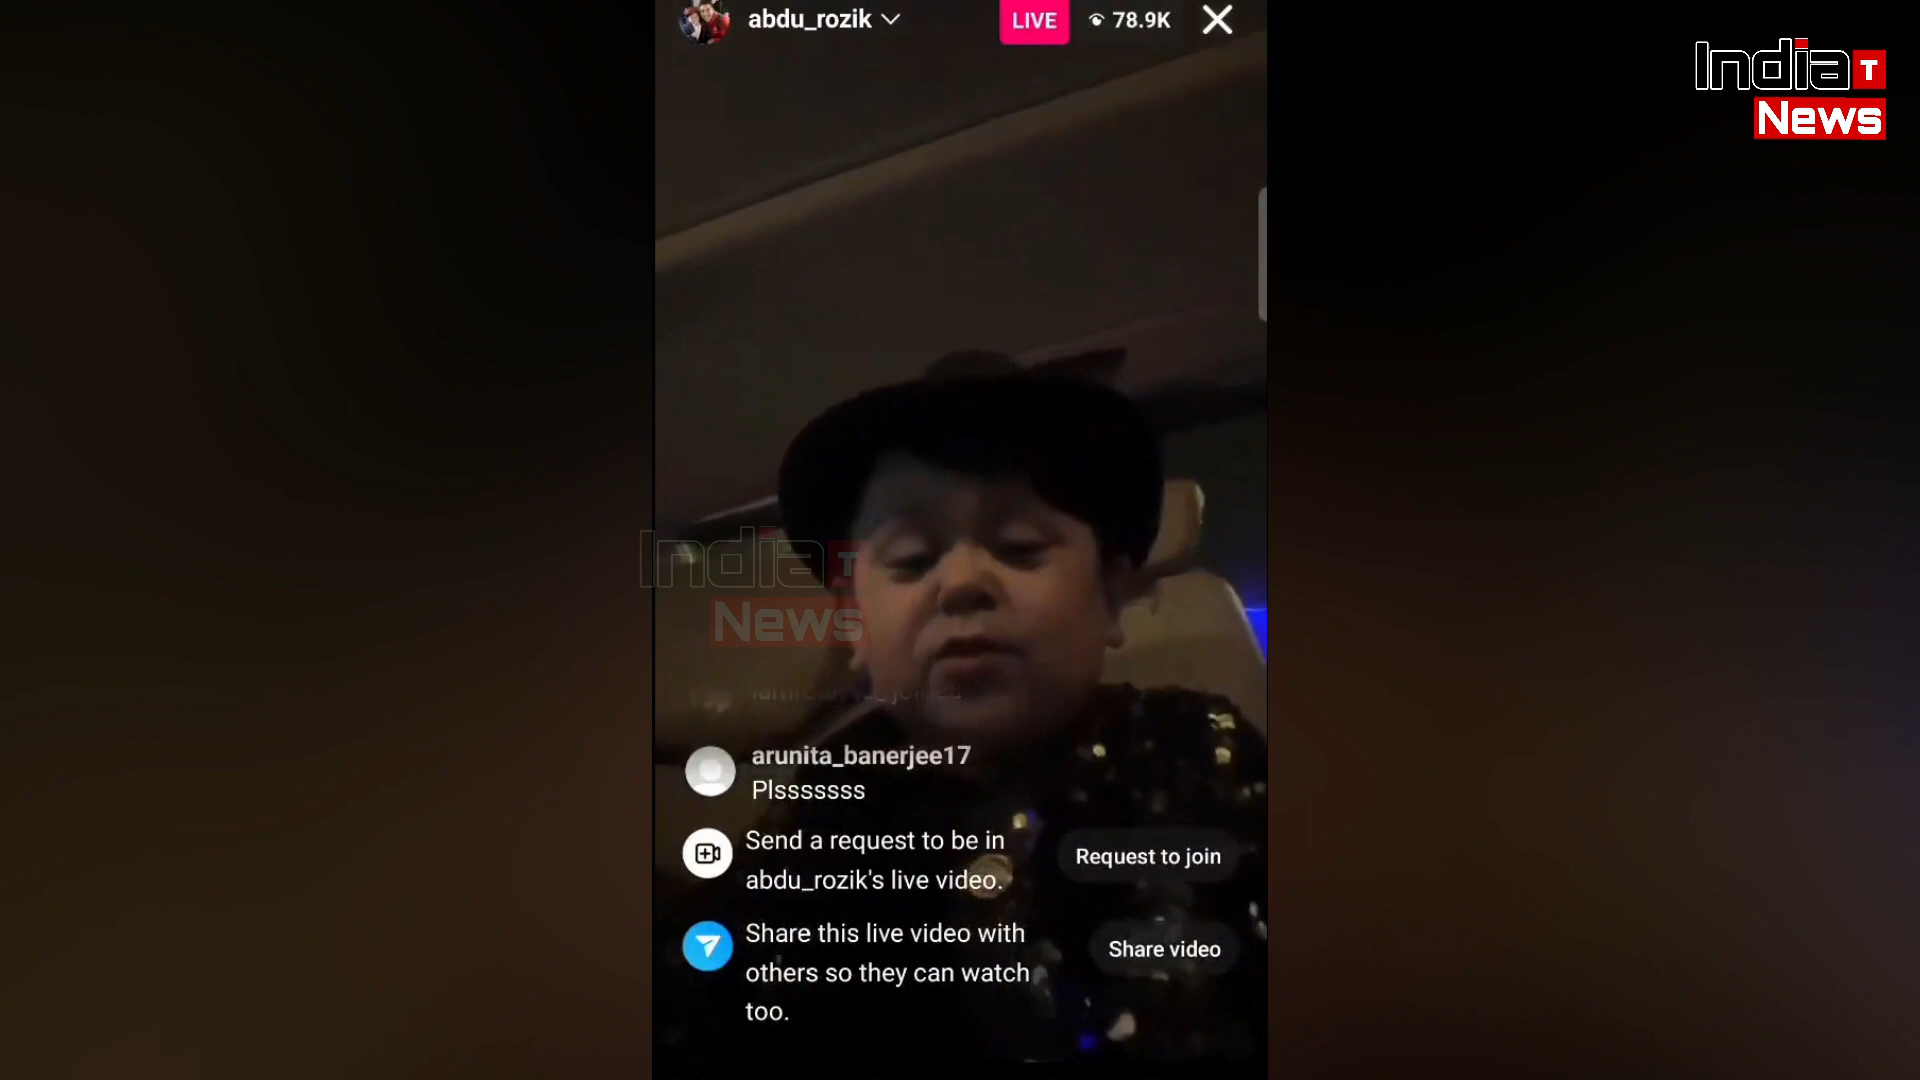 abdu_rozik
LIVE
78.9K
India T
News
India T
News
arunita_banerjee17
Plsssssss
Send a request to be in
abdu_rozik's live video.
Request to join
Share this live video with
others so they can watch
too.
Share video